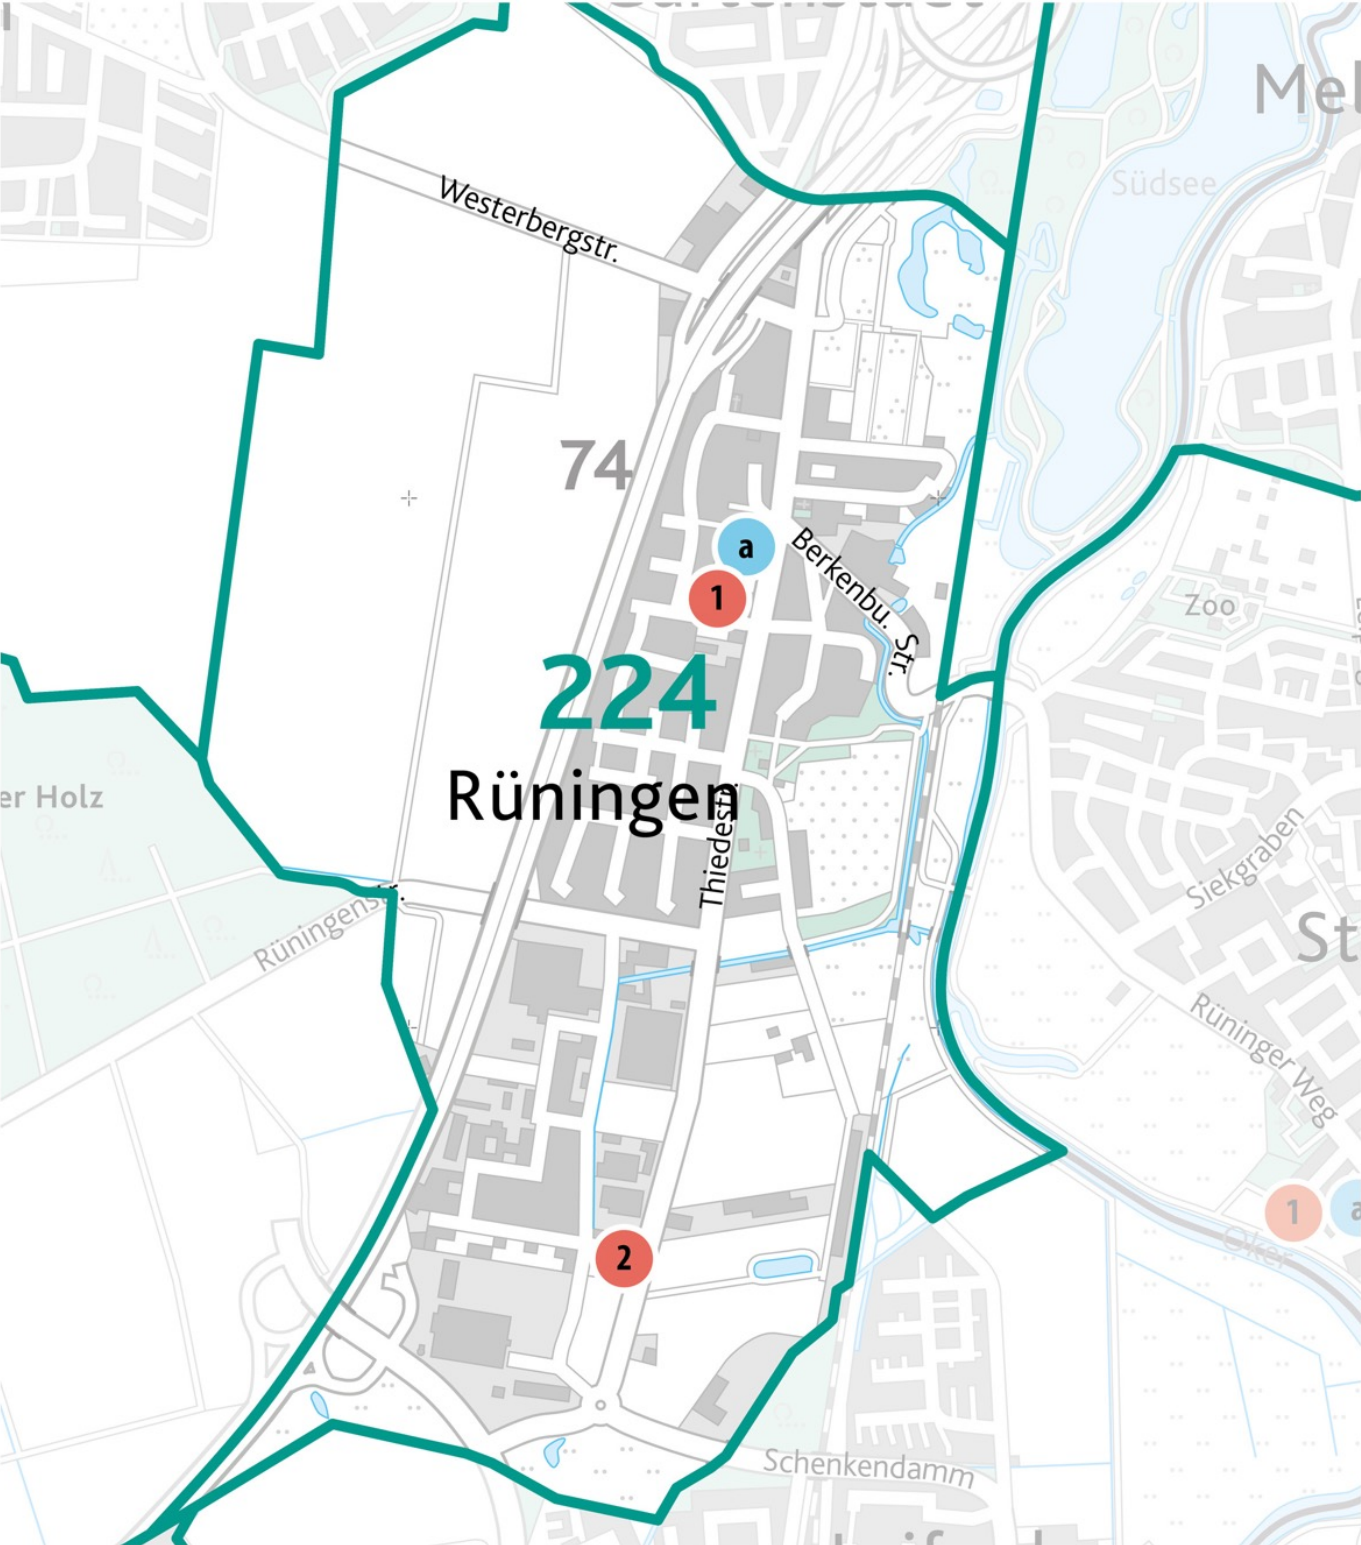 Westerbergstr.
Südsee
74
a
Berkenbu. Str.
1
Zoo
224
Rüningen
er Holz
Thiedestr.
Siekgraben
Rüningenstr.
Rüninger Weg
1
a
Oker
2
Schenkendamm